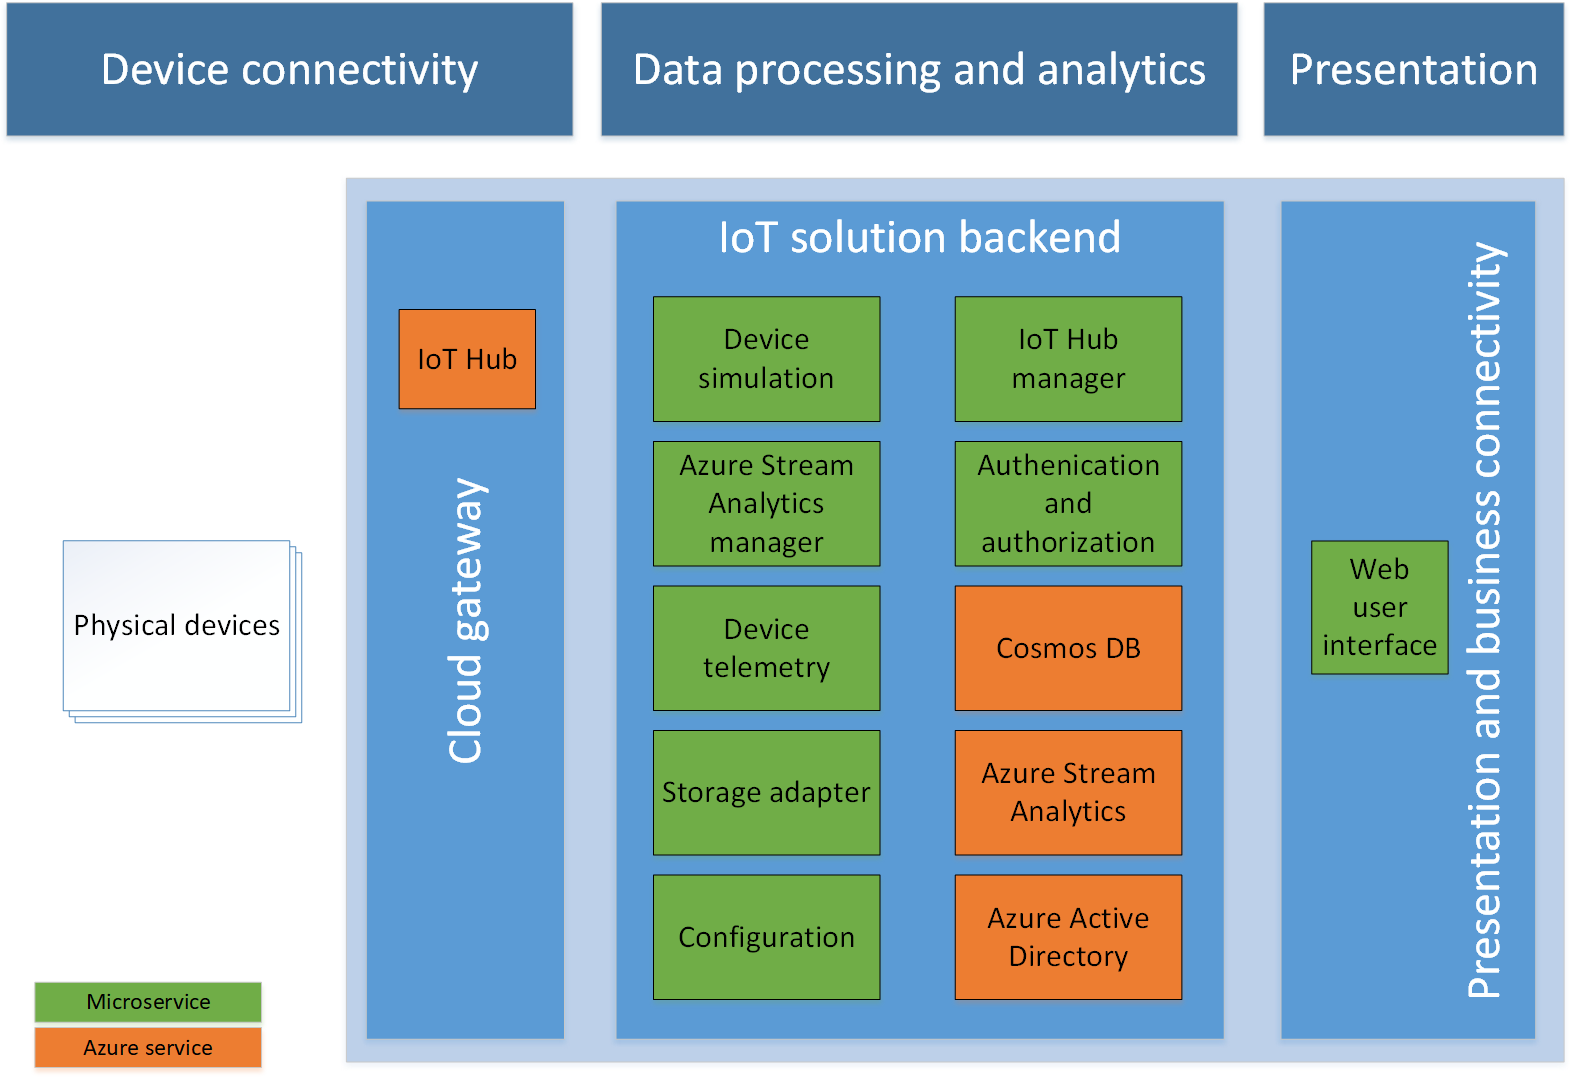 Device connectivity
Data processing and analytics
Presentation
Physical devices
IoT Hub
Cloud gateway
IoT solution backend
Device
simulation
IoT Hub
manager
Azure Stream
Analytics
manager
Authenication
and
authorization
Device
telemetry
Cosmos DB
Storage adapter
Azure Stream
Analytics
Configuration
Azure Active
Directory
Web
user
interface
Presentation and business connectivity
Microservice
Azure service